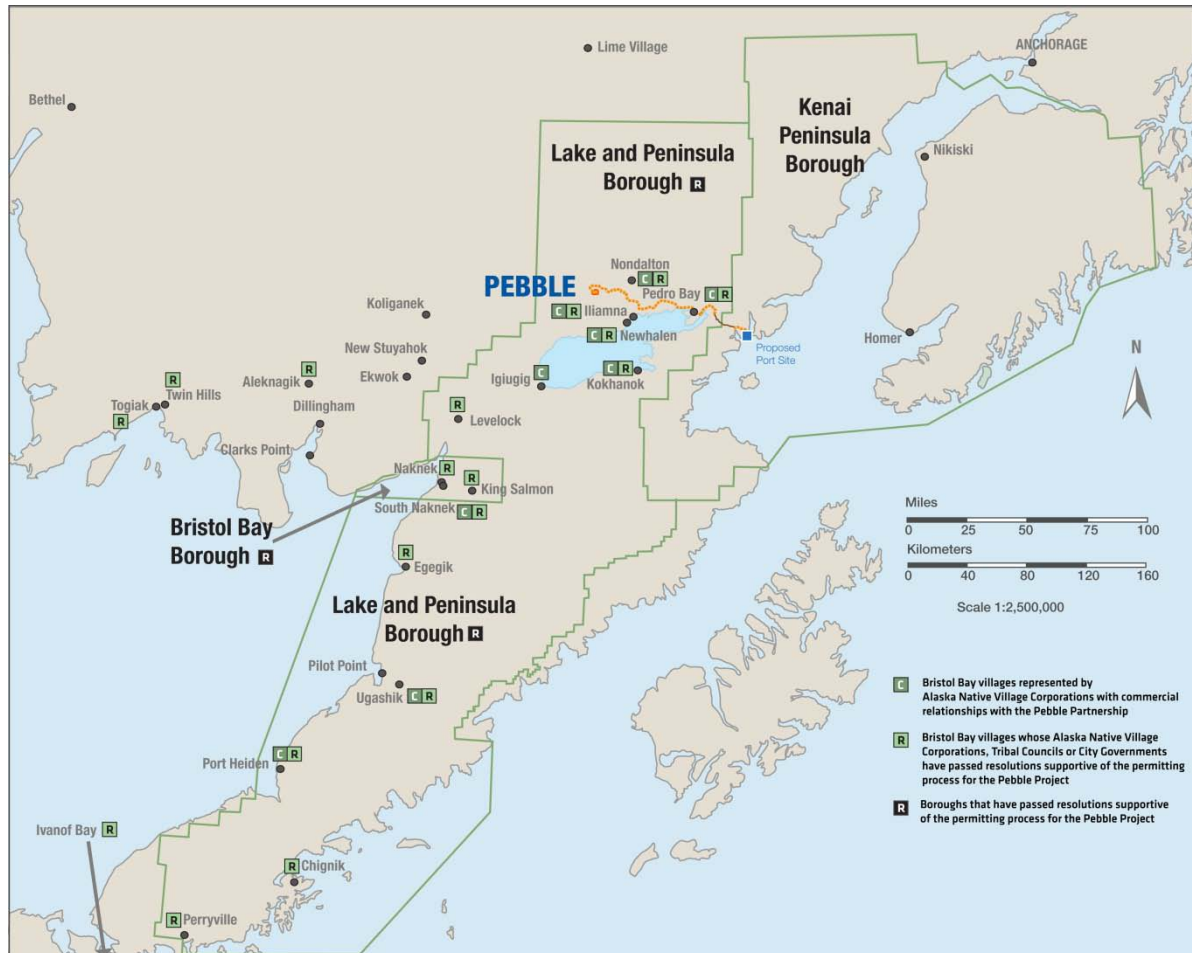 Lime Village
ANCHORAGE
Bethel
Kenai
Peninsula
Borough
Lake and Peninsula
Borough R
Nikiski
Nondalton
C R
PEBBLE
Pedro Bay
C R
Koliganek
C R
Iliamna
C R
Newhalen
Proposed
Port Site
Homer
N
New Stuyahok
Ekwok
R
Aleknagik
R
Twin Hills
Togiak
R
Dillingham
C
Igiugig
C R
Kokhanok
R
Levelock
Clarks Point
Naknek
R
R
King Salmon
South Naknek
C R
Bristol Bay
Borough R
R
Egegik
Lake and Peninsula
Borough R
Pilot Point
Ugashik
C R
C R
Port Heiden
Ivanof Bay R
R
Chignik
R
Perryville
Miles
0 25 50 75 100
Kilometers
0 40 80 120 160
Scale 1:2,500,000
C Bristol Bay villages represented by
Alaska Native Village Corporations with commercial
relationships with the Pebble Partnership
R Bristol Bay villages whose Alaska Native Village
Corporations, Tribal Councils or City Governments
have passed resolutions supportive of the permitting
process for the Pebble Project
R Boroughs that have passed resolutions supportive
of the permitting process for the Pebble Project